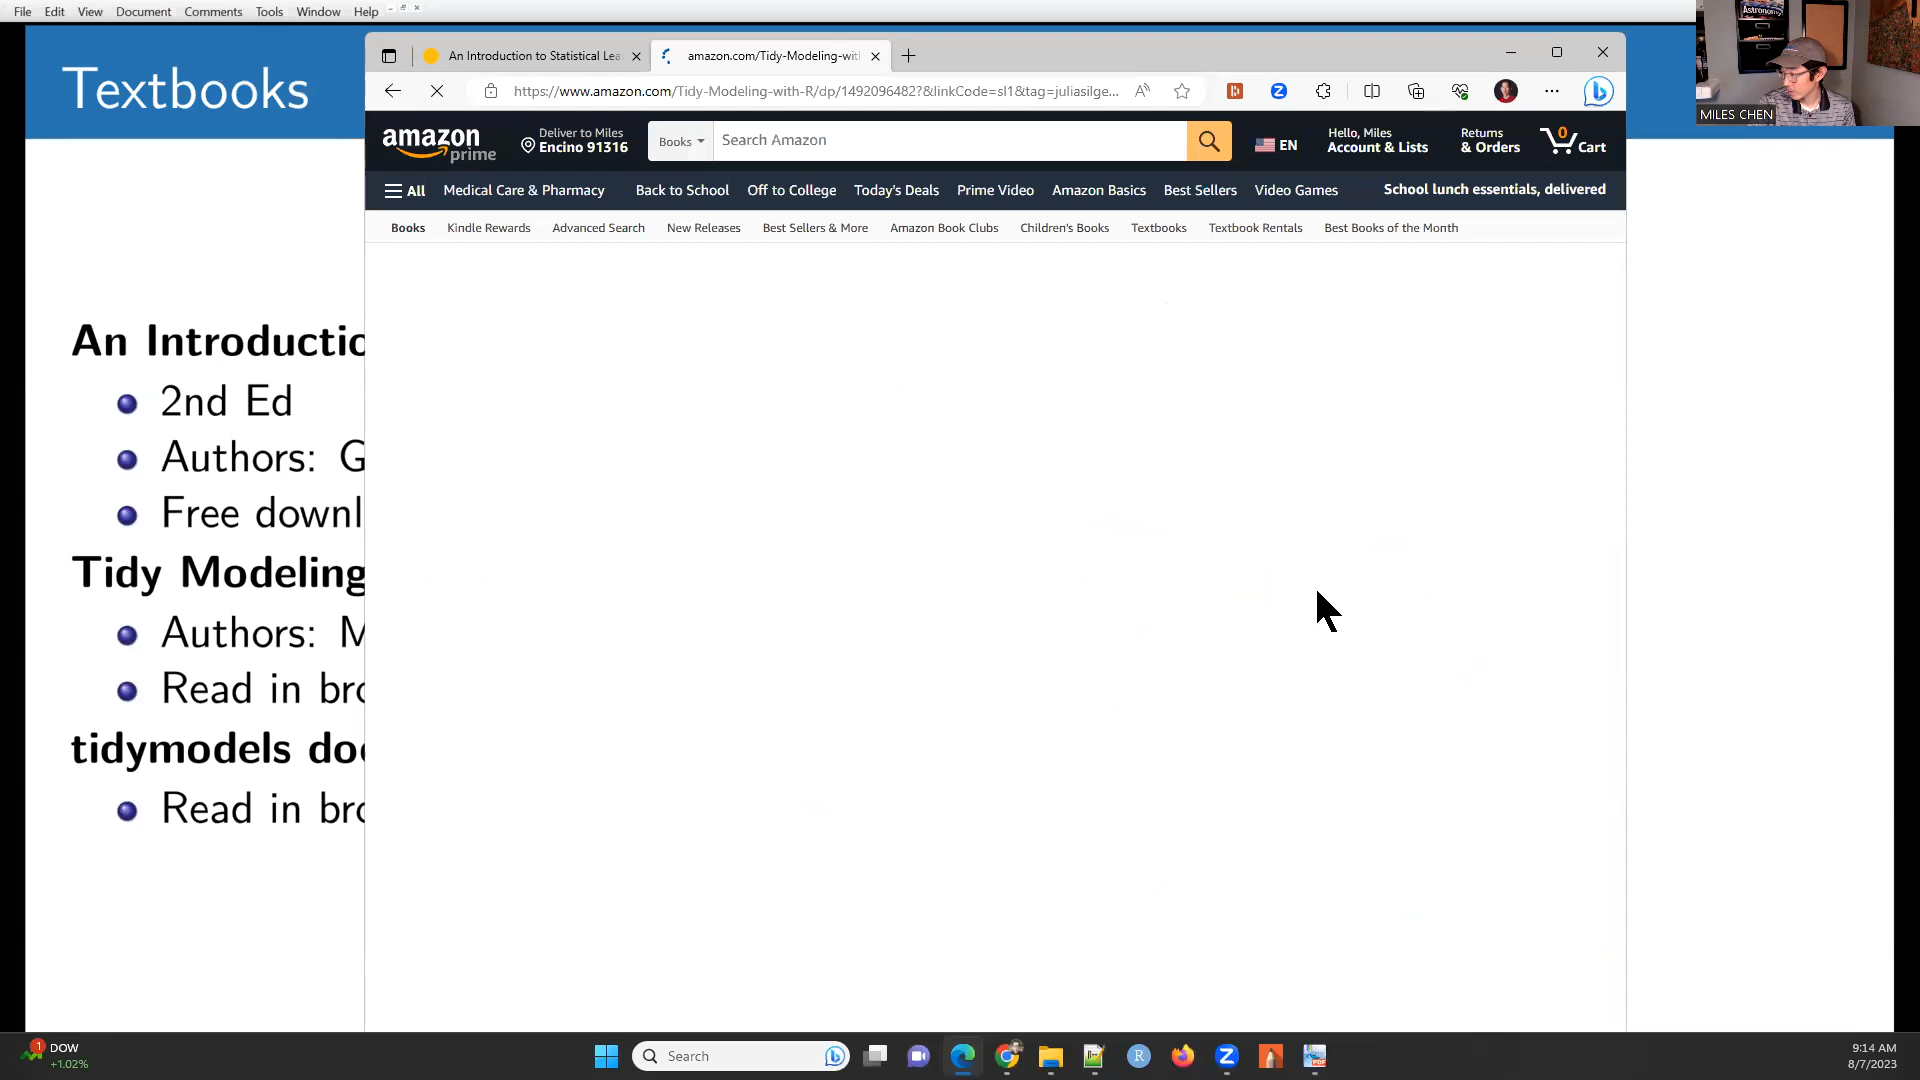 File Edit View Document Comments Tools Window Help
Textbooks
An Introductio
2nd Ed
Authors: G
Free downl
Tidy Modeling
Authors: M
Read in bro
tidymodels do
Read in bro
An Introduction to Statistical Lea
amazon.com/Tidy-Modeling-wit
https://www.amazon.com/Tidy-Modeling-with-R/dp/1492096482?&linkCode=sl1&tag=juliasilge...
amazon prime
Deliver to Miles
Encino 91316
Books
Search Amazon
EN
Hello, Miles
Account & Lists
Returns
& Orders
0
Cart
All Medical Care & Pharmacy Back to School Off to College Today's Deals Prime Video Amazon Basics Best Sellers Video Games School lunch essentials, delivered
Books Kindle Rewards Advanced Search New Releases Best Sellers & More Amazon Book Clubs Children's Books Textbooks Textbook Rentals Best Books of the Month
Astronomy
MILES CHEN
1
DOW
+1.02%
Search
9:14 AM
8/7/2023